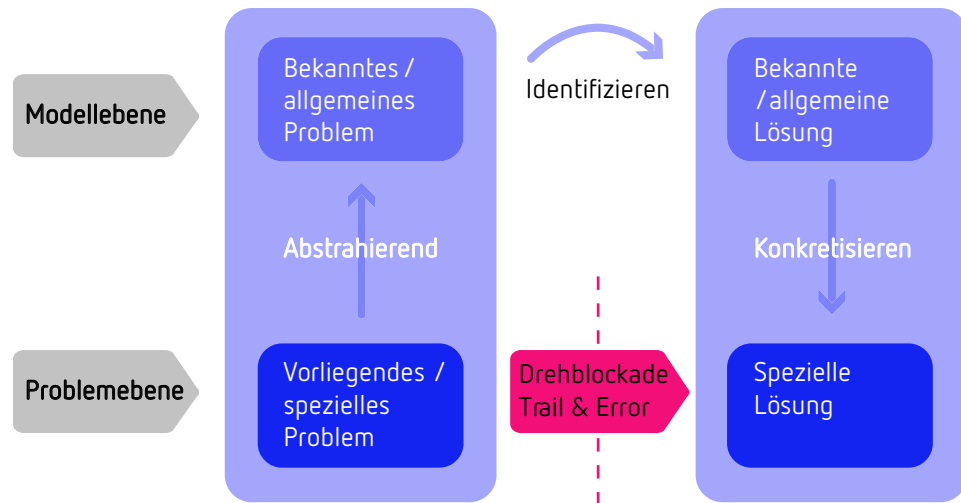 Modellebene
Bekanntes /
allgemeines
Problem
Identifizieren
Bekannte
/allgemeine
Lösung
Abstrahierend
Konkretisieren
Problemebene
Vorliegendes /
spezielles
Problem
Drehblockade
Trail & Error
Spezielle
Lösung